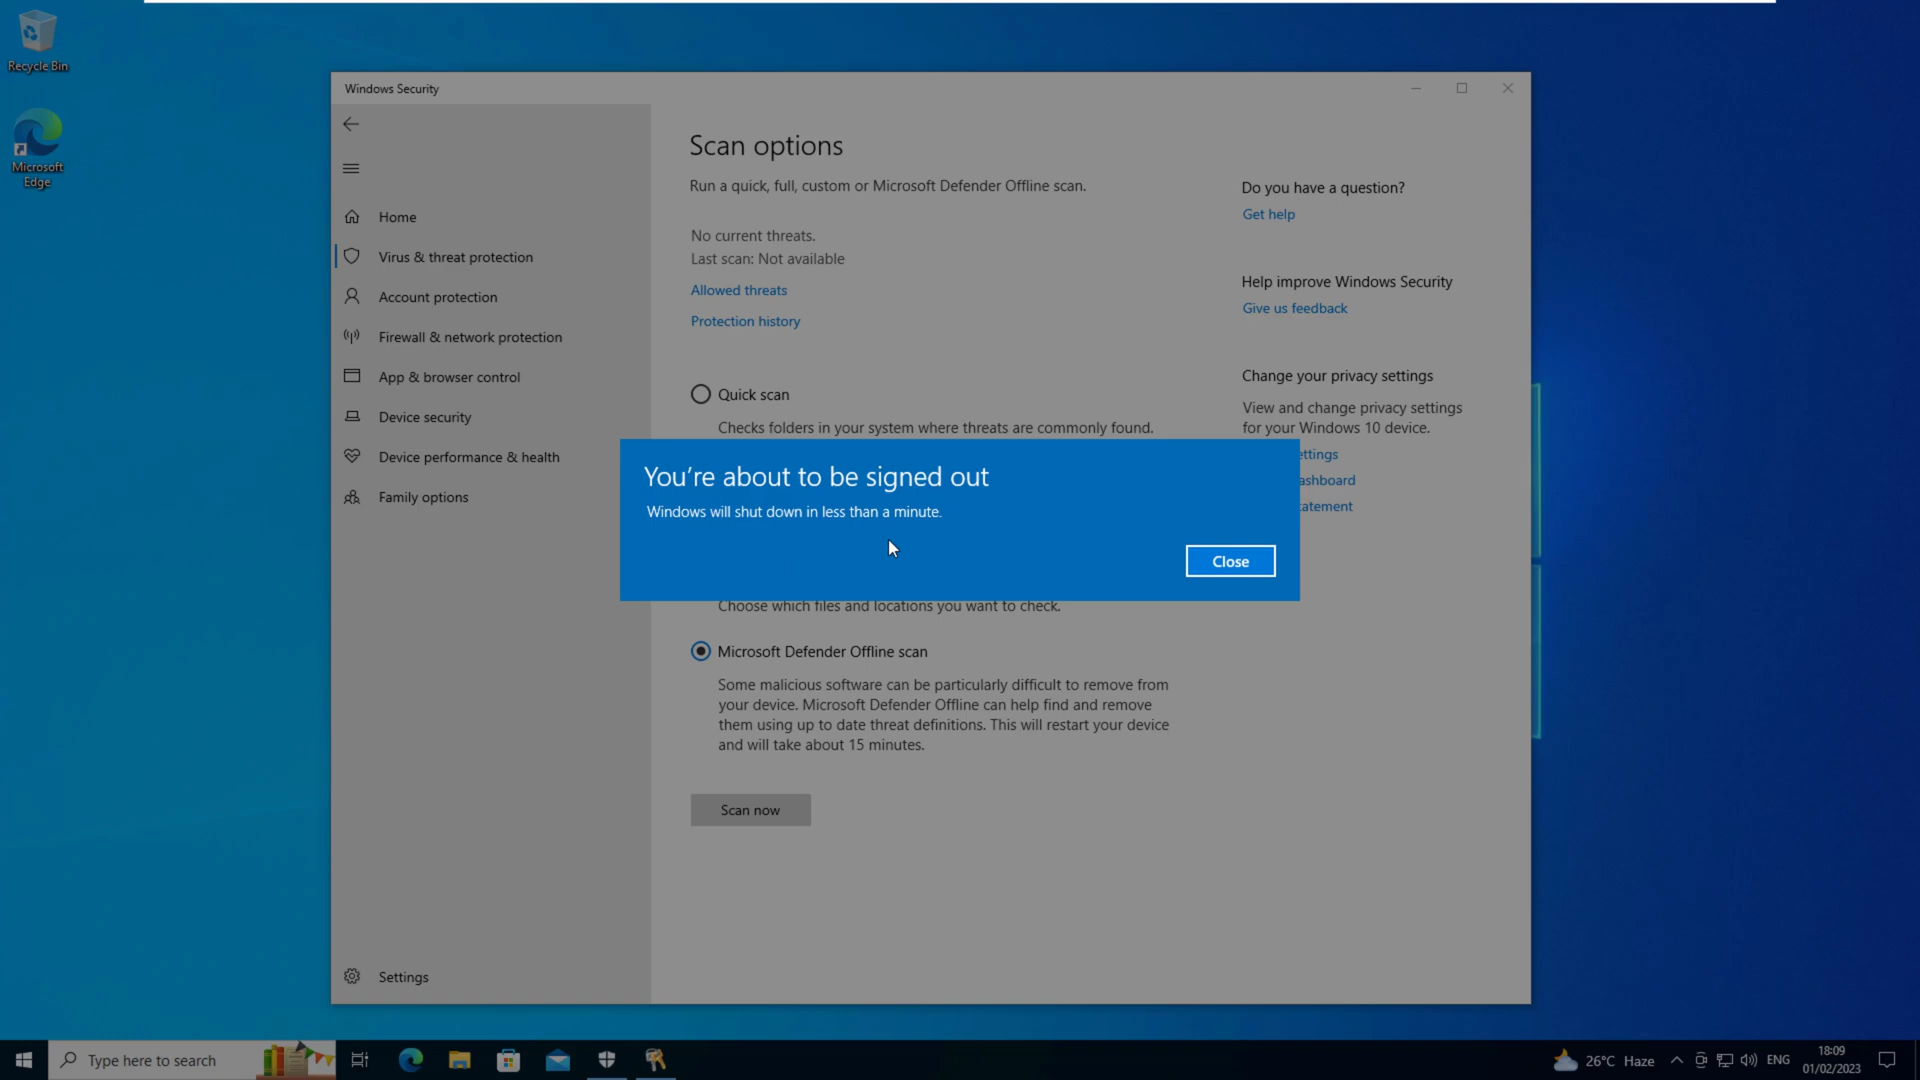 Recycle Bin
Microsoft
Edge
Windows Security
Home
Virus & threat protection
Account protection
Firewall & network protection
App & browser control
Device security
Device performance & health
Family options
Settings
Scan options
Run a quick, full, custom or Microsoft Defender Offline scan.
No current threats.
Last scan: Not available
Allowed threats
Protection history
Quick scan
Checks folders in your system where threats are commonly found.
You're about to be signed out
Windows will shut down in less than a minute.
Close
Choose which files and locations you want to check.
Microsoft Defender Offline scan
Some malicious software can be particularly difficult to remove from
your device. Microsoft Defender Offline can help find and remove
them using up to date threat definitions. This will restart your device
and will take about 15 minutes.
Scan now
Do you have a question?
Get help
Help improve Windows Security
Give us feedback
Change your privacy settings
View and change privacy settings
for your Windows 10 device.
ettings
ashboard
atement
Type here to search
26°C Haze
ENG
18:09
01/02/2023